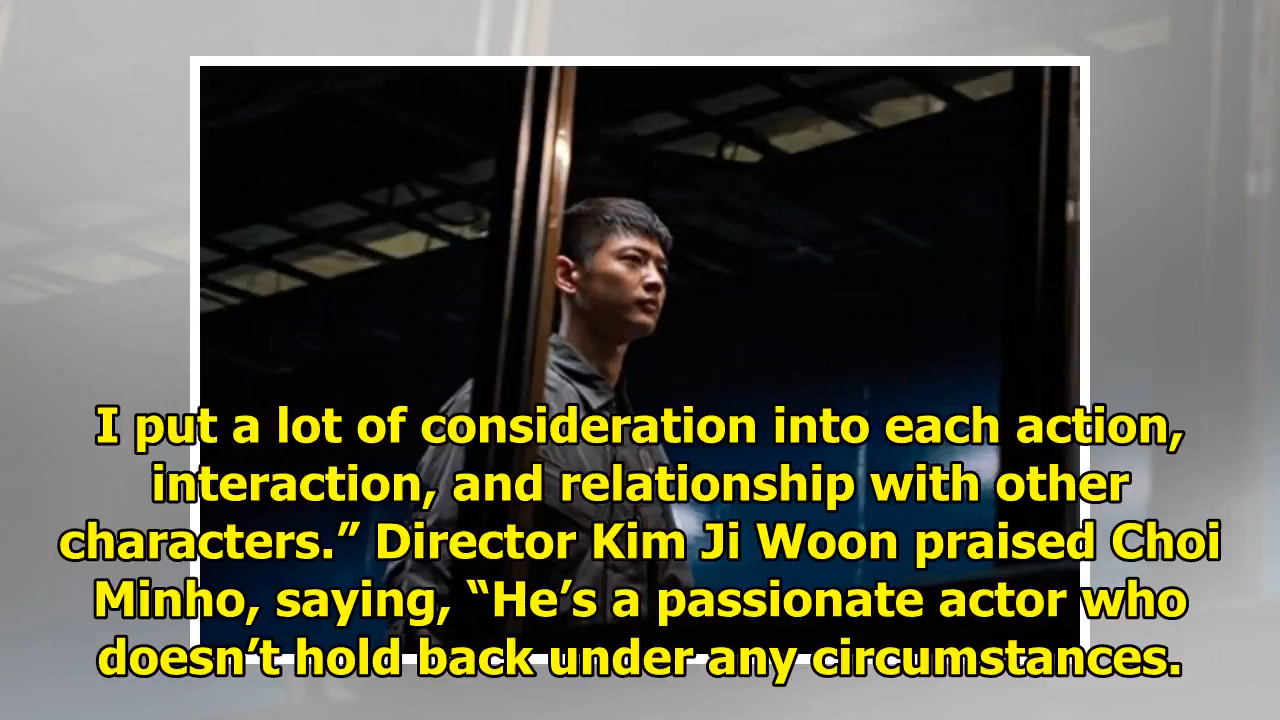 I put a lot of consideration into each action,
interaction, and relationship with other
characters.” Director Kim Ji Woon praised Choi
Minho, saying, “He’s a passionate actor who
doesn’t hold back under any circumstances.